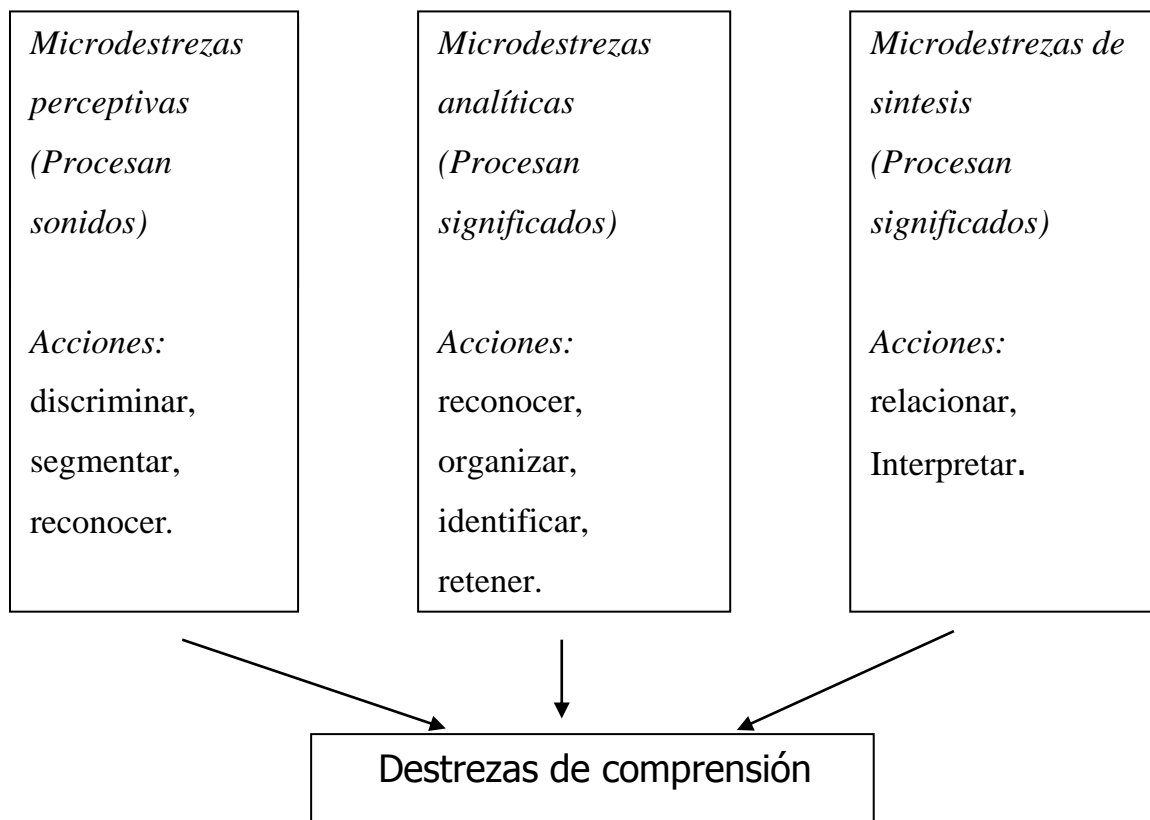 Microdestrezas
perceptivas
(Procesan
sonidos)
Acciones:
discriminar,
segmentar,
reconocer.
Microdestrezas
analíticas
(Procesan
significados)
Acciones:
reconocer,
organizar,
identificar,
retener.
Microdestrezas de
sintesis
(Procesan
significados)
Acciones:
relacionar,
Interpretar.
Destrezas de comprensión